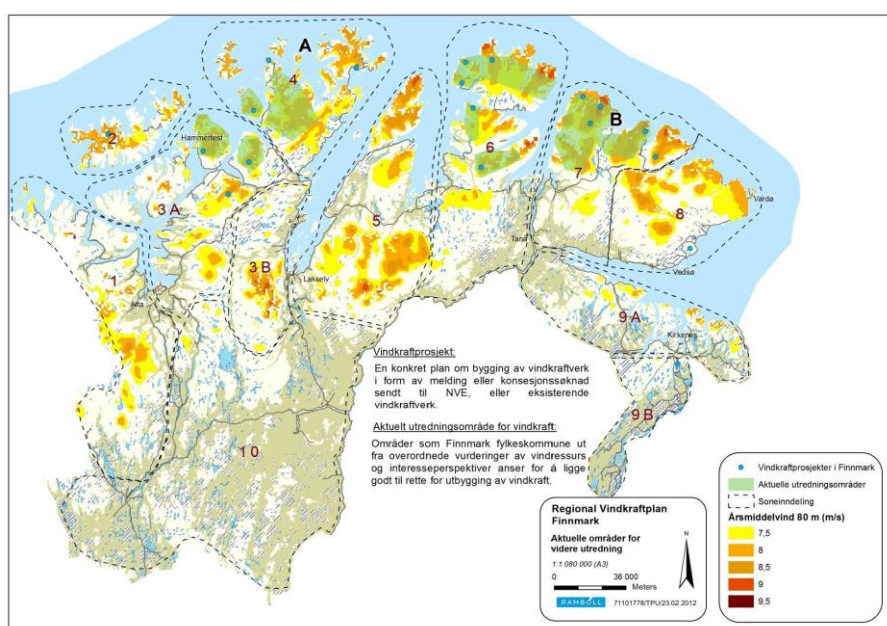 A
4
2
Hammerfest
B
6
7
3 A
Vardø
8
5
Tana
3 B
Vadsø
1
Lakselv
Alta
9 A
Kirkenes
Vindkraftprosjekt:
En konkret plan om bygging av vindkraftverk
i form av melding eller konsesjonssøknad
sendt til NVE, eller eksisterende
vindkraftverk.
9 B
Aktuelt utredningsområde for vindkraft:
Områder som Finnmark fylkeskommune ut
fra overordnede vurderinger av vindressurs
og interesseperspektiver anser for å ligge
godt til rette for utbygging av vindkraft.
10
Regional Vindkraftplan
Finnmark
Aktuelle områder for
videre utredning
1:1 080 000 (A3)
N
0 36 000
Meters
RAMBOLL 71101778/TPU/23.02.2012
Vindkraftprosjekter i Finnmark
Aktuelle utredningsområder
Soneinndeling
Årsmiddelvind 80 m (m/s)
7,5
8
8,5
9
9,5